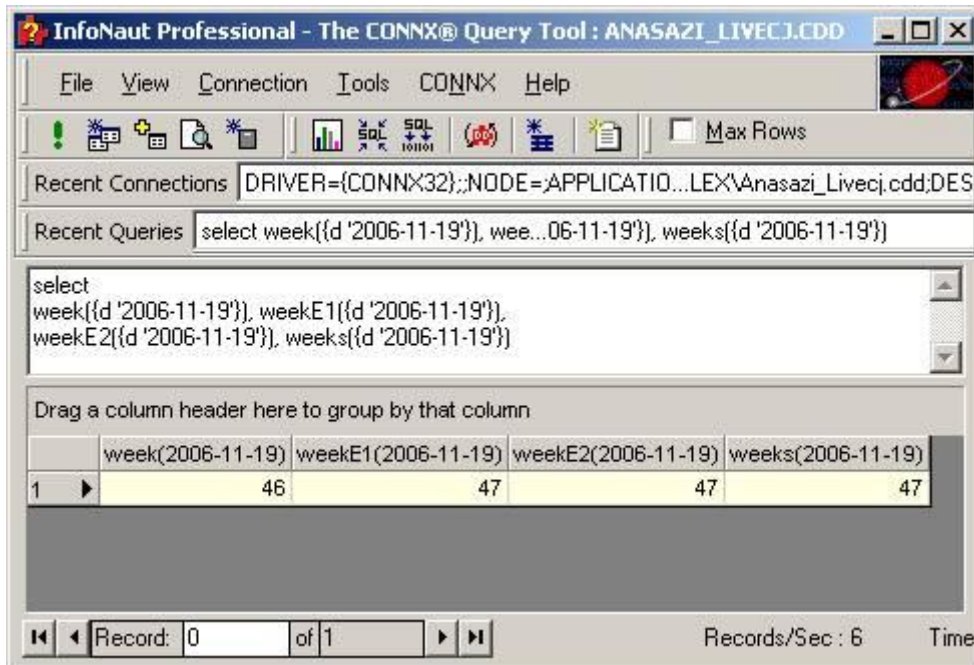 InfoNaut Professional - The CONNX® Query Tool : ANASAZI_LIVECJ.CDD
File View Connection Tools CONNX Help
SQL SQL Max Rows
Recent Connections DRIVER={CONNX32};;NODE=;APPLICATIO...LEX\Anasazi_Livecj.cdd;DES
Recent Queries select week({d '2006-11-19'}), wee...06-11-19'}), weeks({d '2006-11-19'})
select
week({d '2006-11-19'}), weekE1({d '2006-11-19'}),
weekE2({d '2006-11-19'}), weeks({d '2006-11-19'})
Drag a column header here to group by that column
week(2006-11-19) weekE1(2006-11-19) weekE2(2006-11-19) weeks(2006-11-19)
1 46 47 47 47
Record: 0 of 1 Records/Sec : 6 Time